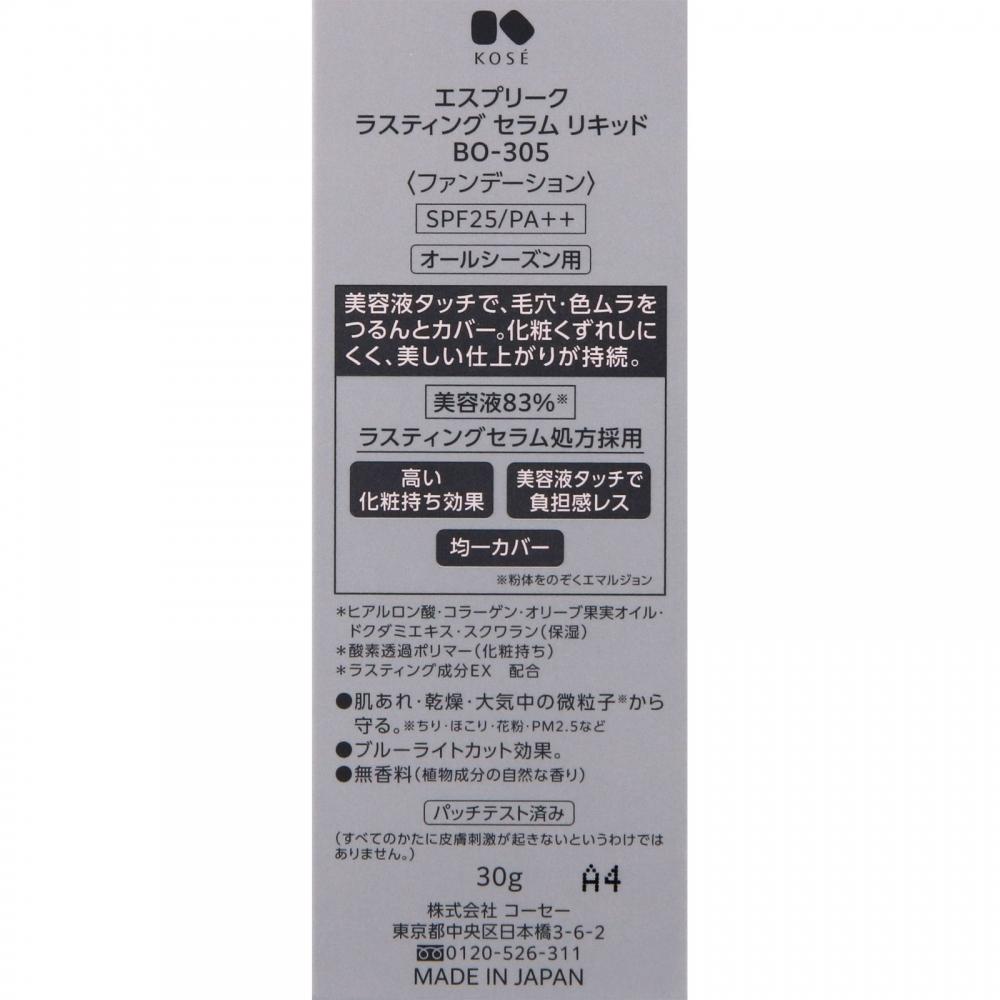 KOSÉ
エスプリーク
ラスティング セラム リキッド
BO-305
〈ファンデーション〉
SPF25/PA++
オールシーズン用
美容液タッチで、毛穴・色ムラを
つるんとカバー。化粧くずれしに
くく、美しい仕上がりが持続。
美容液83%※
ラスティングセラム処方採用
高い
化粧持ち効果
美容液タッチで
負担感レス
均一カバー
※粉体をのぞくエマルジョン
*ヒアルロン酸・コラーゲン・オリーブ果実オイル・
ドクダミエキス・スクワラン(保湿)
*酸素透過ポリマー(化粧持ち)
*ラスティング成分EX 配合
●肌あれ・乾燥・大気中の微粒子※から
守る。※ちり・ほこり・花粉・PM2.5など
●ブルーライトカット効果。
●無香料(植物成分の自然な香り)
パッチテスト済み
(すべてのかたに皮膚刺激が起きないというわけでは
ありません。)
30g A4
株式会社 コーセー
東京都中央区日本橋3-6-2
0120-526-311
MADE IN JAPAN